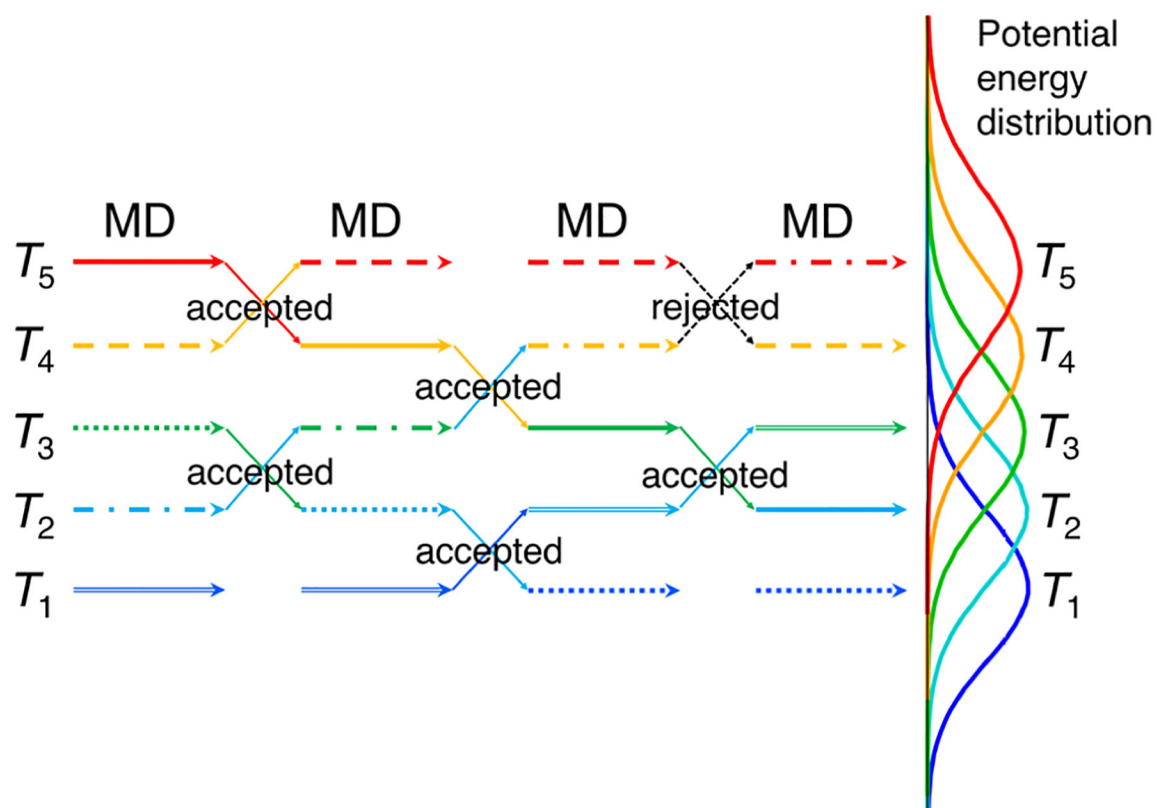 Potential
energy
distribution
MD MD MD MD
T5 T5
accepted rejected
T4 T4
accepted
T3 T3
accepted accepted
T2 T2
accepted
T1 T1